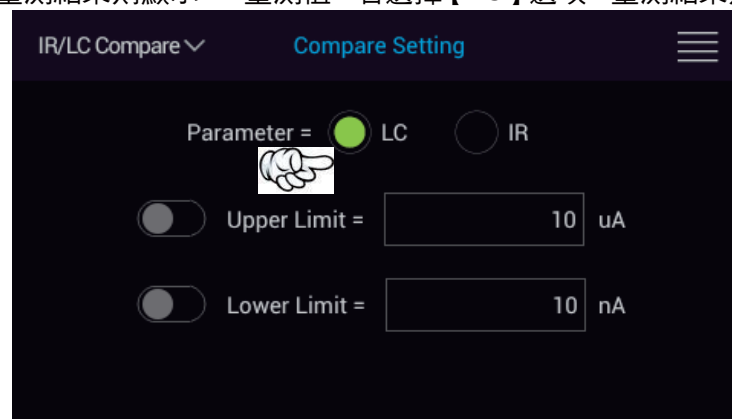 IR/LC Compare Compare Setting
Parameter = LC IR
Upper Limit = 10 uA
Lower Limit = 10 nA